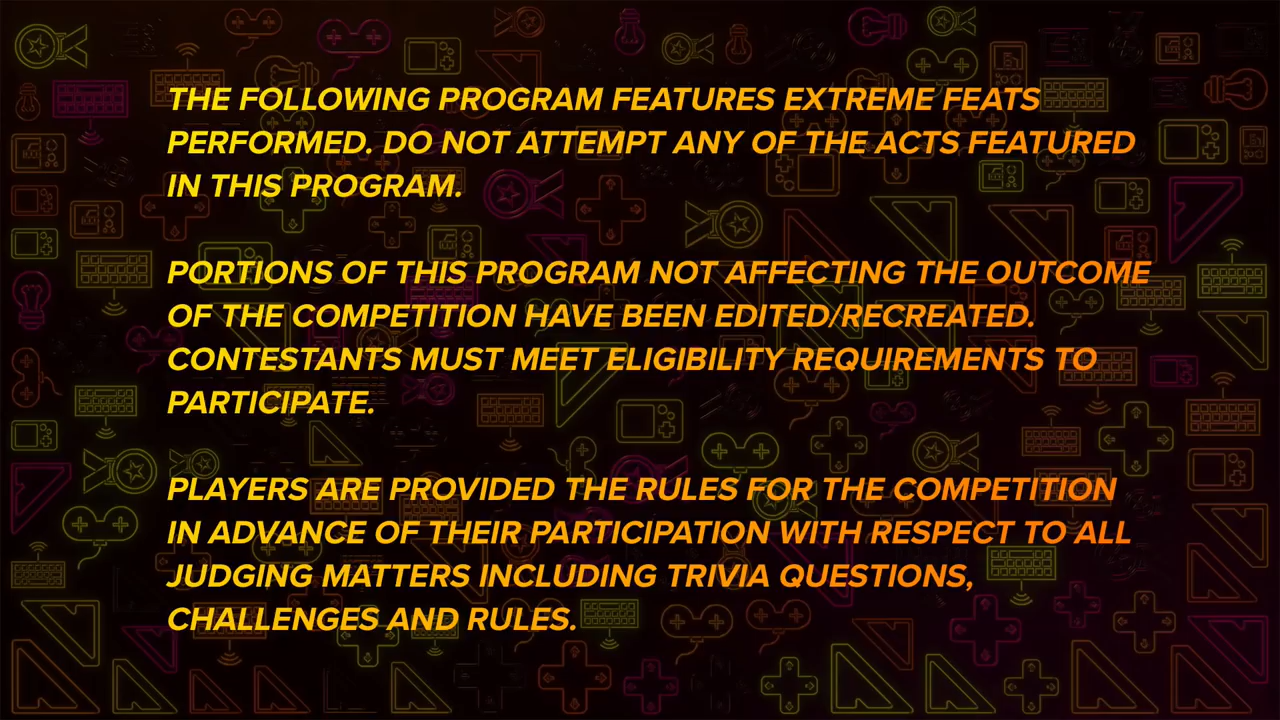 THE FOLLOWING PROGRAM FEATURES EXTREME FEATS
PERFORMED. DO NOT ATTEMPT ANY OF THE ACTS FEATURED
IN THIS PROGRAM.
PORTIONS OF THIS PROGRAM NOT AFFECTING THE OUTCOME
OF THE COMPETITION HAVE BEEN EDITED/RECREATED.
CONTESTANTS MUST MEET ELIGIBILITY REQUIREMENTS TO
PARTICIPATE.
PLAYERS ARE PROVIDED THE RULES FOR THE COMPETITION
IN ADVANCE OF THEIR PARTICIPATION WITH RESPECT TO ALL
JUDGING MATTERS INCLUDING TRIVIA QUESTIONS,
CHALLENGES AND RULES.